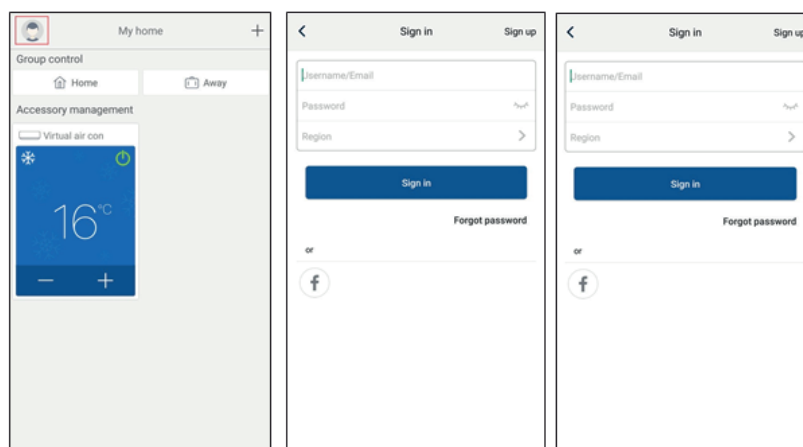 My home
+
Group control
Home
Away
Accessory management
Virtual air con
16°C
− +
Sign in
Sign up
Username/Email
Password
Region
Sign in
Forgot password
or
f
Sign in
Sign up
Username/Email
Password
Region
Sign in
Forgot password
or
f